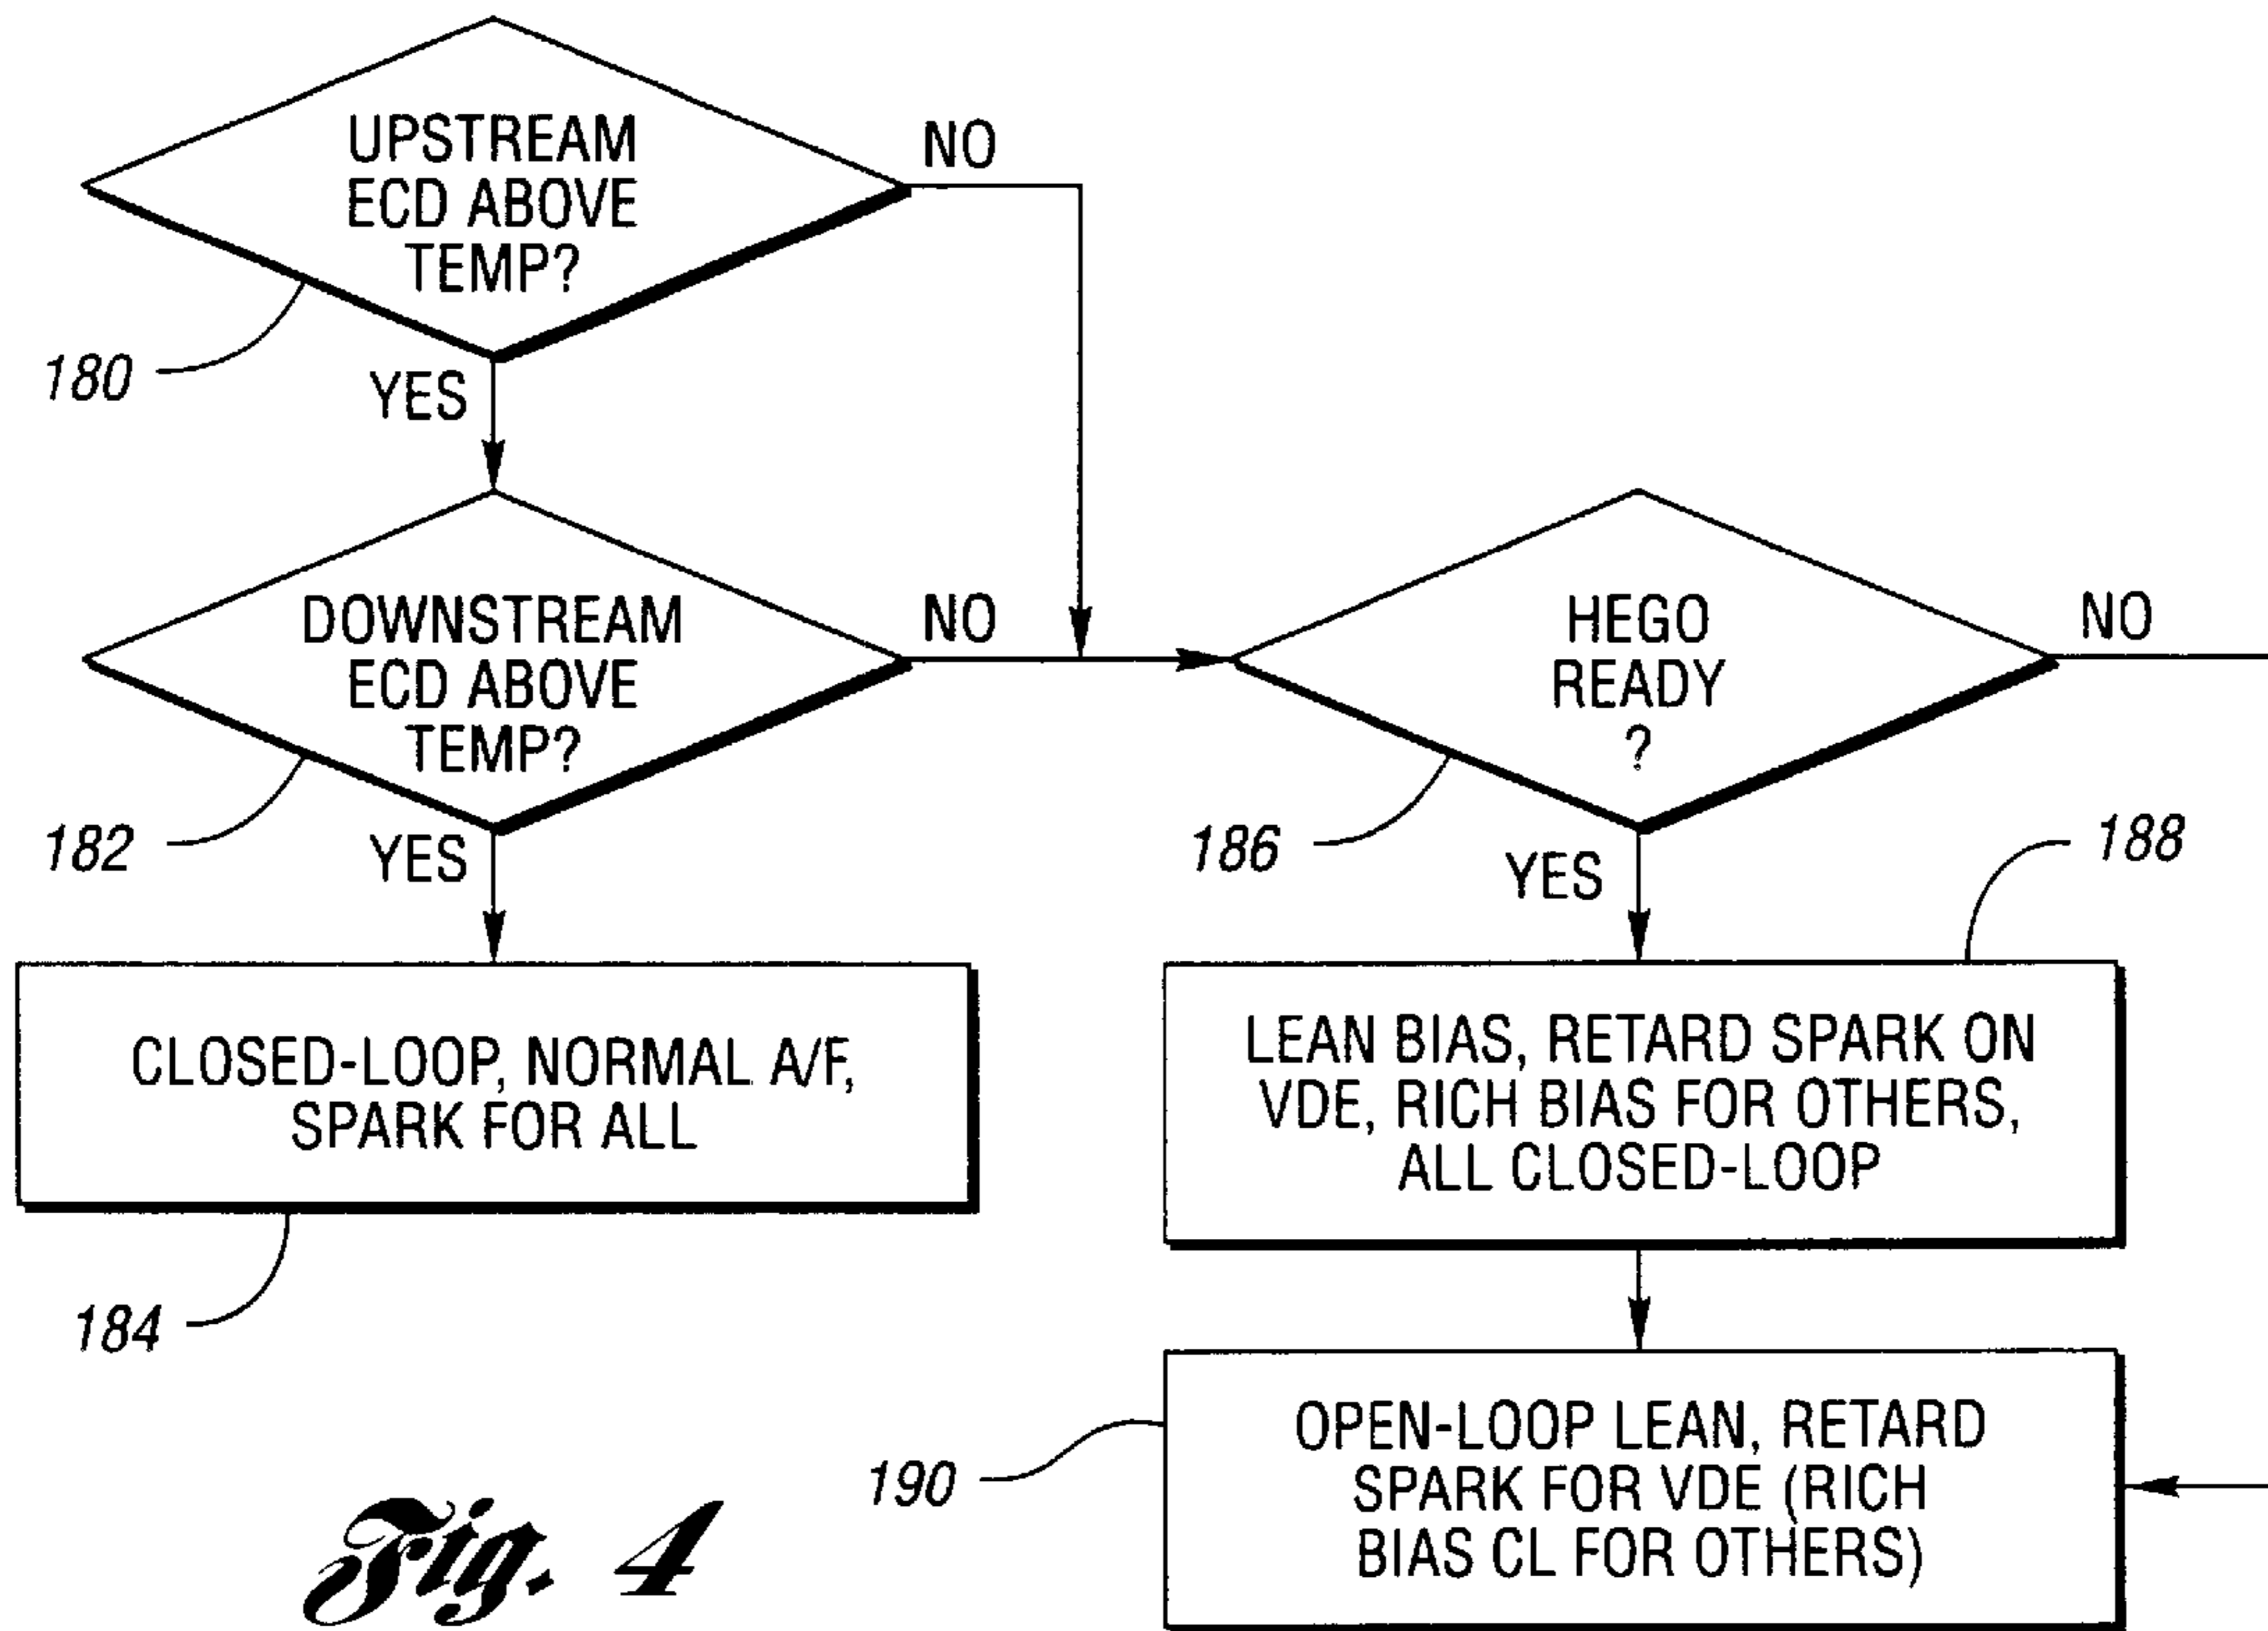 UPSTREAM
ECD ABOVE
TEMP?
NO
180
YES
DOWNSTREAM
ECD ABOVE
TEMP?
NO
182
YES
HEGO
READY
?
NO
186
YES
188
CLOSED-LOOP, NORMAL A/F,
SPARK FOR ALL
184
LEAN BIAS, RETARD SPARK ON
VDE, RICH BIAS FOR OTHERS,
ALL CLOSED-LOOP
OPEN-LOOP LEAN, RETARD
SPARK FOR VDE (RICH
BIAS CL FOR OTHERS)
190
Fig. 4